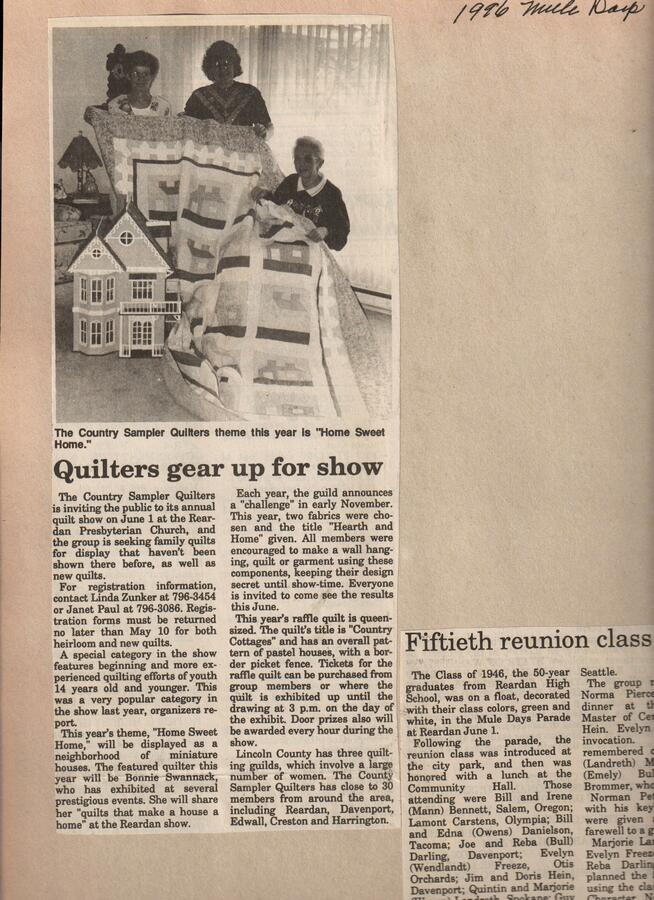 1996 Mule Days
The Country Sampler Quilters theme this year is "Home Sweet
Home."
Quilters gear up for show
The Country Sampler Quilters
is inviting the public to its annual
quilt show on June 1 at the Rear-
dan Presbyterian Church, and
the group is seeking family quilts
for display that haven't been
shown there before, as well as
new quilts.
For registration information,
contact Linda Zunker at 796-3454
or Janet Paul at 796-3086. Regis-
tration forms must be returned
no later than May 10 for both
heirloom and new quilts.
A special category in the show
features beginning and more ex-
perienced quilting efforts of youth
14 years old and younger. This
was a very popular category in
the show last year, organizers re-
port.
This year's theme, "Home Sweet
Home," will be displayed as a
neighborhood of miniature
houses. The featured quilter this
year will be Bonnie Swannack,
who has exhibited at several
prestigious events. She will share
her "quilts that make a house a
home" at the Reardan show.
Each year, the guild announces
a "challenge" in early November.
This year, two fabrics were cho-
sen and the title "Hearth and
Home" given. All members were
encouraged to make a wall hang-
ing, quilt or garment using these
components, keeping their design
secret until show-time. Everyone
is invited to come see the results
this June.
This year's raffle quilt is queen-
sized. The quilt's title is "Country
Cottages" and has an overall pat-
tern of pastel houses, with a bor-
der picket fence. Tickets for the
raffle quilt can be purchased from
group members or where the
quilt is exhibited up until the
drawing at 3 p.m. on the day of
the exhibit. Door prizes also will
be awarded every hour during the
show.
Lincoln County has three quilt-
ing guilds, which involve a large
number of women. The County
Sampler Quilters has close to 30
members from around the area,
including Reardan, Davenport,
Edwall, Creston and Harrington.
Fiftieth reunion class
The Class of 1946, the 50-year
graduates from Reardan High
School, was on a float, decorated
with their class colors, green and
white, in the Mule Days Parade
at Reardan June 1.
Following the parade, the
reunion class was introduced at
the city park, and then was
honored with a lunch at the
Community Hall. Those
attending were Bill and Irene
(Mann) Bennett, Salem, Oregon;
Lamont Carstens, Olympia; Bill
and Edna (Owens) Danielson,
Tacoma; Joe and Reba (Bull)
Darling, Davenport; Evelyn
(Wendlandt) Freeze, Otis
Orchards; Jim and Doris Hein,
Davenport; Quintin and Marjorie
Landreth, Spokane; Guy
Seattle.
The group
Norma Pierce
dinner at
Master of
Hein. Evelyn
invocation.
remembered
(Landreth) M
(Emely) Bul
Brommer, who
Norman Pet
with his key
were given
farewell to a g
Marjorie La
Evelyn Freeze
Reba Darlin
planned the
using the clas